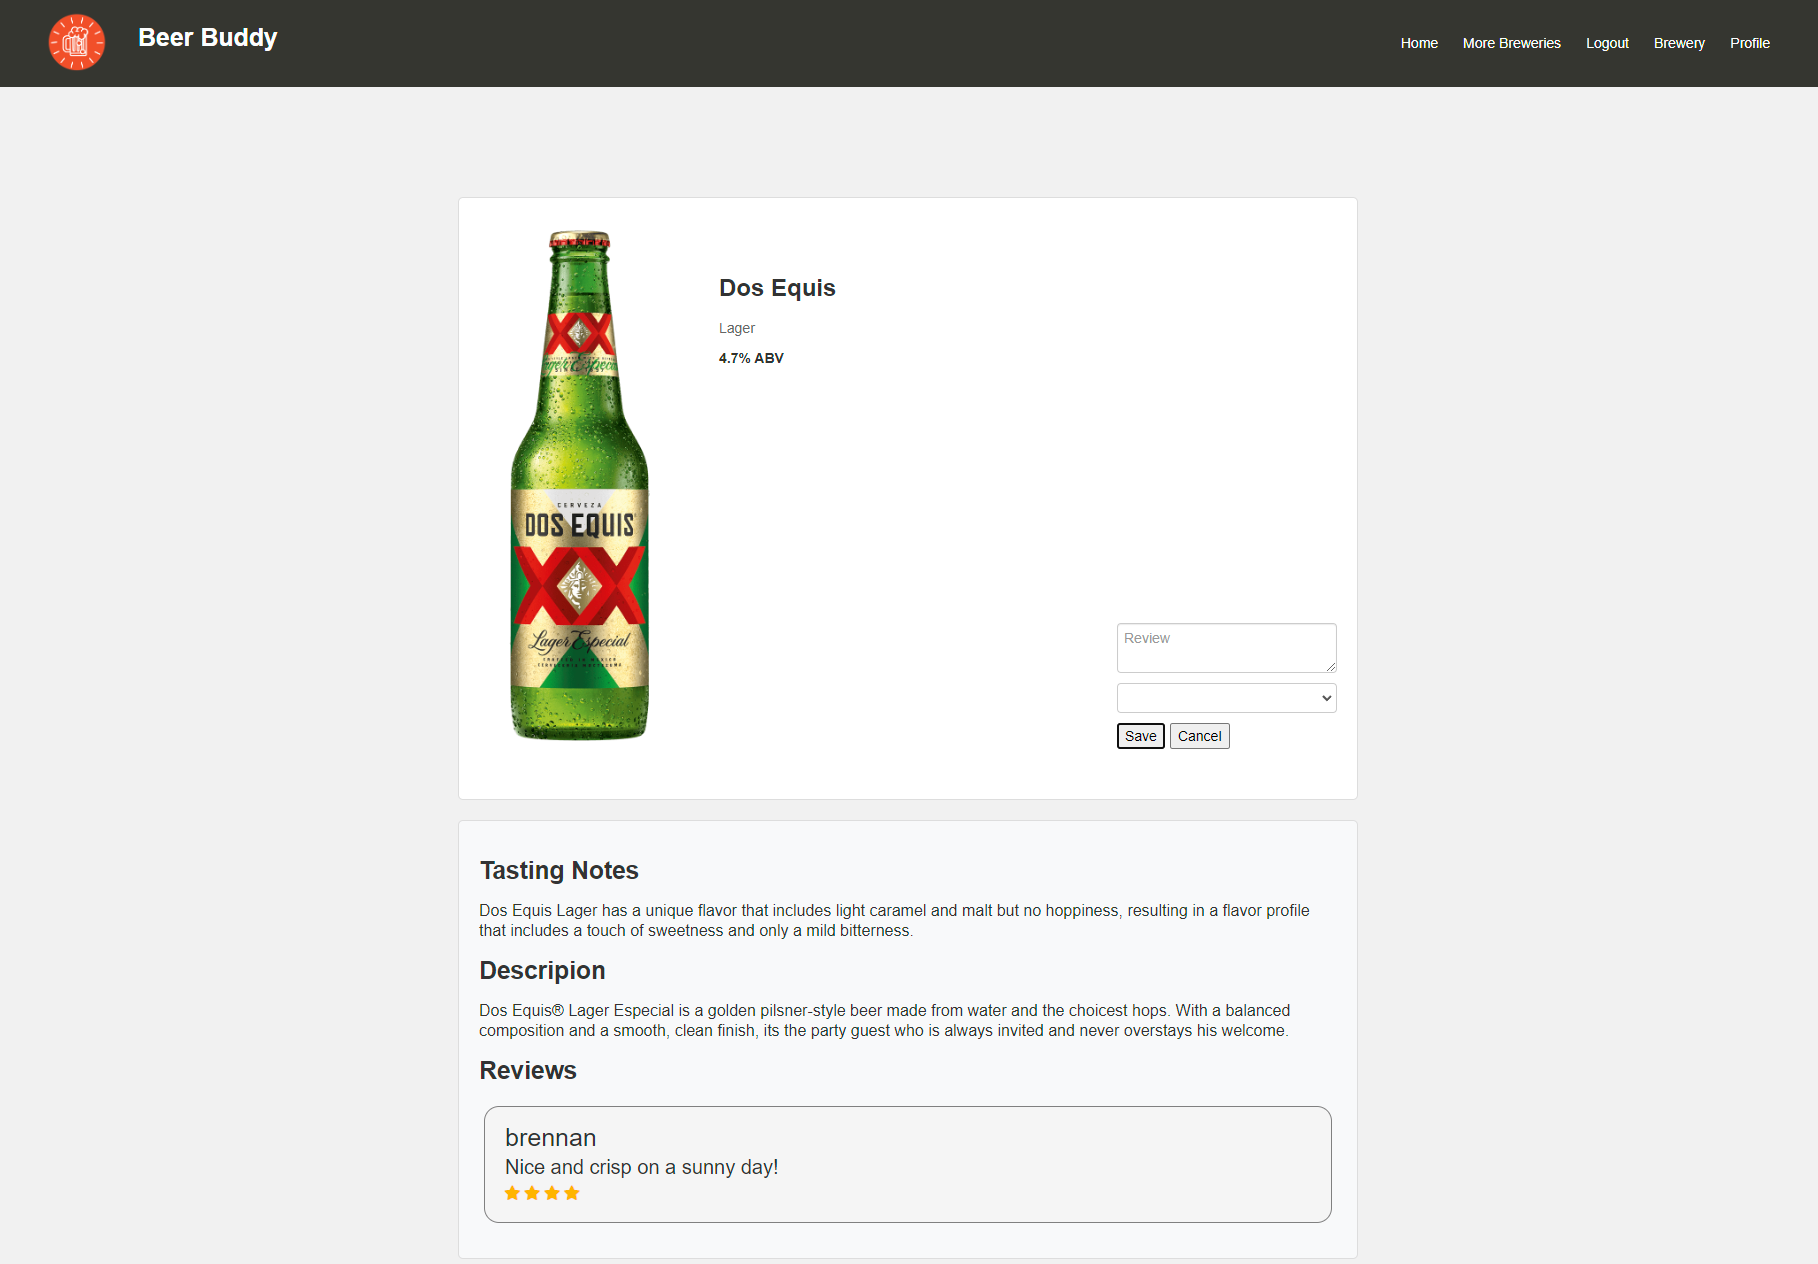 Beer Buddy
Home More Breweries Logout Brewery Profile
Dos Equis
Lager
4.7% ABV
XX
CERVEZA
DOS EQUIS
XX
Lager Especial
Review
Save Cancel
Tasting Notes
Dos Equis Lager has a unique flavor that includes light caramel and malt but no hoppiness, resulting in a flavor profile
that includes a touch of sweetness and only a mild bitterness.
Descripion
Dos Equis® Lager Especial is a golden pilsner-style beer made from water and the choicest hops. With a balanced
composition and a smooth, clean finish, its the party guest who is always invited and never overstays his welcome.
Reviews
brennan
Nice and crisp on a sunny day!